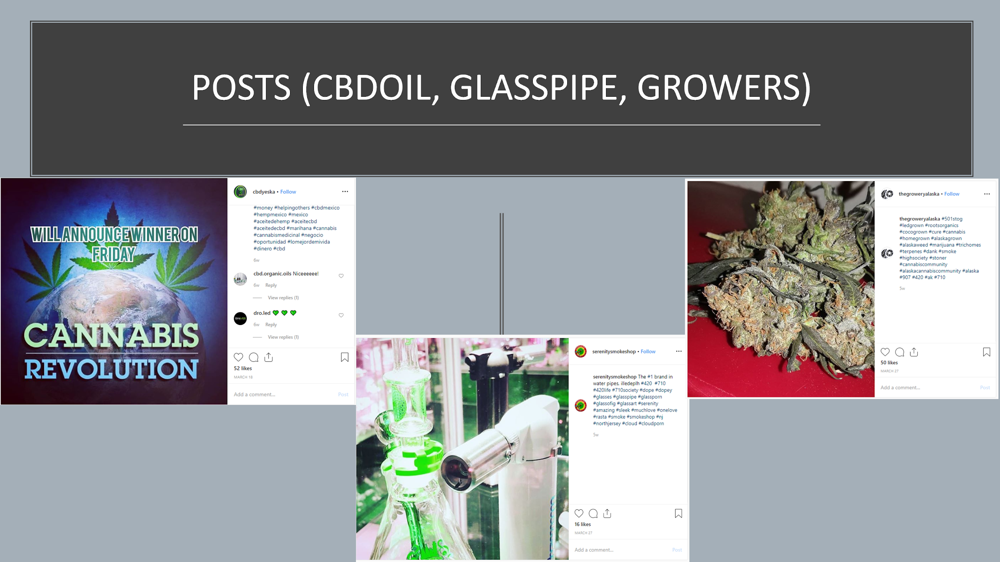 POSTS (CBDOIL, GLASSPIPE, GROWERS)
WILL ANNOUNCE WINNER ON
FRIDAY
CANNABIS
REVOLUTION
cbdyeska • Follow
#money #helpingothers #cbdmexico
#hempmexico #mexico
#aceitedehemp #aceitecbd
#aceitedecbd #marihana #cannabis
#cannabismedicinal #negocio
#oportunidad #lomejordemivida
#dinero #cbd
6w
cbd.organic.oils Niceeeeee!
6w Reply
View replies (1)
dro.led 💚 💚 💚
6w Reply
View replies (1)
52 likes
MARCH 18
Add a comment... Post
serenitysmokeshop • Follow
serenitysmokeshop The #1 brand in
water pipes, illedeplh #420 #710
#420life #710society #dope #dopey
#glasses #glasspipe #glassporn
#glassofig #glassart #serenity
#amazing #sleek #muchlove #onelove
#rasta #smoke #smokeshop #nj
#northjersey #cloud #cloudporn
5w
16 likes
MARCH 27
Add a comment... Post
thegroweryalaska • Follow
thegroweryalaska #501stog
#ledgrown #rootsorganics
#cocogrown #cure #cannabis
#homegrown #alaskagrown
#alaskaweed #marijuana #trichomes
#terpenes #dank #smoke
#highsociety #stoner
#cannabiscommunity
#alaskacannabiscommunity #alaska
#907 #420 #ak #710
5w
50 likes
MARCH 27
Add a comment... Post